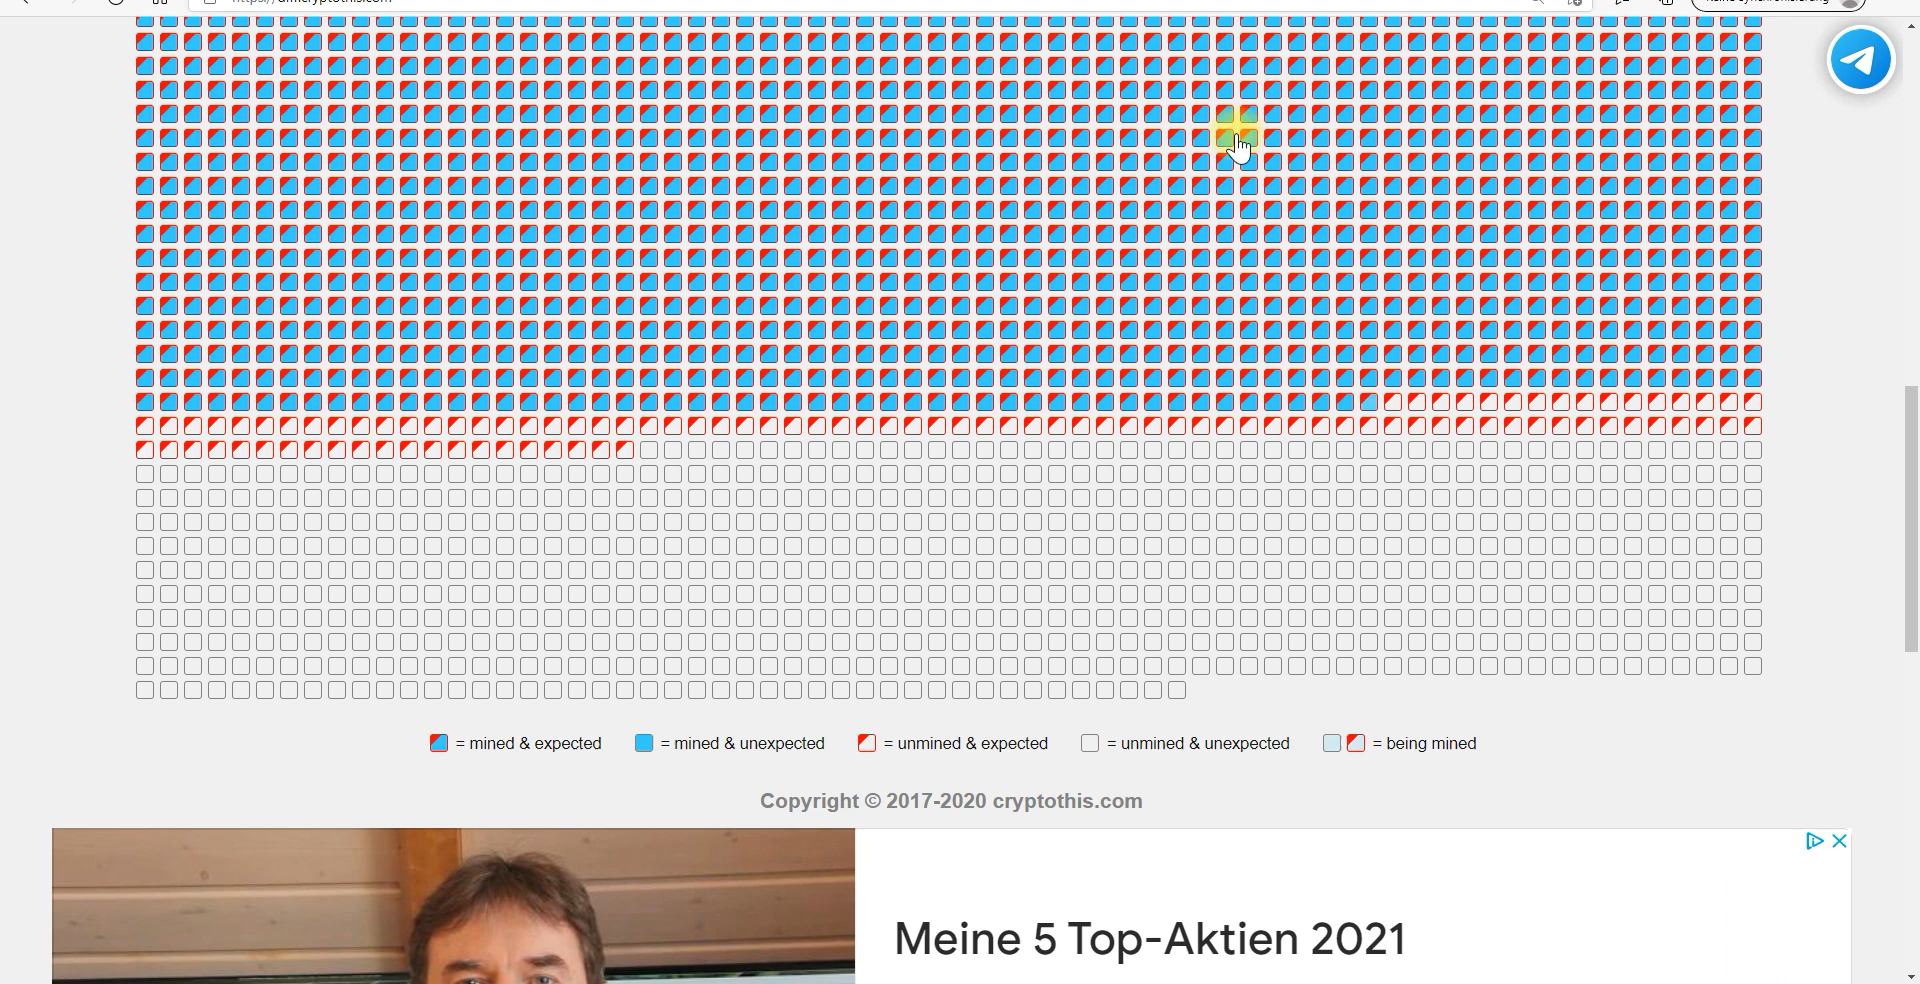 = mined & expected = mined & unexpected = unmined & expected = unmined & unexpected = being mined
Copyright © 2017-2020 cryptothis.com
Meine 5 Top-Aktien 2021